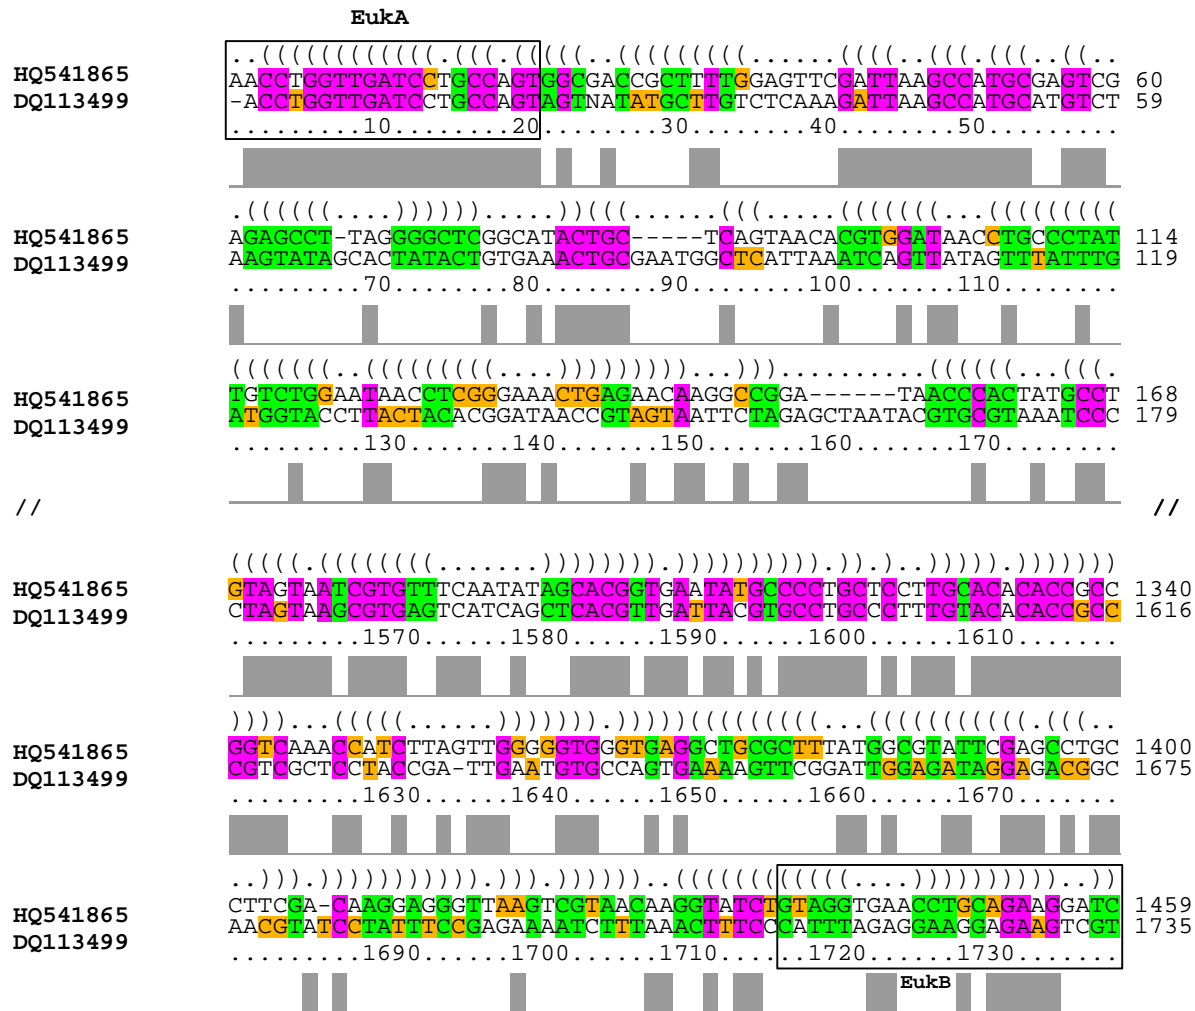 EukA
..((((((((((((.(((.(((((..(((((((((......((((..(((.(((..((..
HQ541865 AACCTGGTTGATCCTGCCAGTGGCGACCGCTTTTGGAGTTCGATTAAGCCATGCGAGTCG 60
DQ113499 -ACCTGGTTGATCCTGCCAGTAGTNATATGCTTGTCTCAAAGATTAAGCCATGCATGTCT 59
.........10........20........30........40........50.........
.((((((....)))))).....))(((......(((.....(((((((...(((((((((
HQ541865 AGAGCCT-TAGGGGCTCGGCATACTGC-----TCAGTAACACGTGGATAACCTGCCCTAT 114
DQ113499 AAGTATAGCACTATACTGTGAAACTGCGAATGGCTCATTAAATCAGTTATAGTTTATTTG 119
.........70........80........90........100.......110........
(((((((..(((((((((....)))))))))...)))..........((((((...(((.
HQ541865 TGTCTGGAATAACCTCGGGAAACTGAGAACAAGGCCGGA------TAACCCACTATGCCT 168
DQ113499 ATGGTACCTTACTACACGGATAACCGTAGTAATTCTAGAGCTAATACGTGCGTAAATCCC 179
.........130.......140.......150.......160.......170........
// //
(((((.((((((((.......)))))))).)))))))))))).)).)..)))))))))))
HQ541865 GTAGTAATCGTGTTTCAATATAGCACGGTGAATATGCCCCTGCTCCTTGCACACACCGCC 1340
DQ113499 CTAGTAAGCGTGAGTCATCAGCTCACGTTGATTACGTGCCTGCCCTTTGTACACACCGCC 1616
.........1570......1580......1590......1600......1610.......
))))...(((((......))))))).)))))(((((((((...(((((((((((.(((..
HQ541865 GGTCAAACCATCTTAGTTGGGGGTGGGTGAGGCTGCGCTTTATGGCGTATTCGAGCCTGC 1400
DQ113499 CGTCGCTCCTACCGA-TTGAATGTGCCAGTGAAAAGTTCGGATTGGAGATAGGAGACGGC 1675
.........1630......1640......1650......1660......1670.......
..))).))))))))))).))).))))))..((((((((((((....))))))))))..))
HQ541865 CTTCGA-CAAGGAGGGTTAAGTCGTAACAAGGTATCTGTAGGTGAACCTGCAGAAGGATC 1459
DQ113499 AACGTATCCTATTTCCGAGAAAATCTTTAAACTTTCCCATTTAGAGGAAGGAGAAGTCGT 1735
.........1690......1700......1710......1720......1730.......
EukB